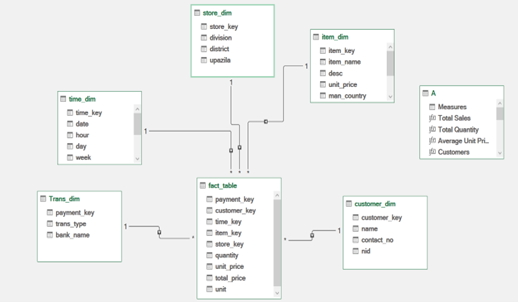 store_dim
store_key
division
district
upazila
item_dim
item_key
item_name
desc
unit_price
man_country
1
1
time_dim
time_key
date
hour
day
week
1
A
Measures
Total Sales
Total Quantity
Average Unit Pri...
Customers
* * *
Trans_dim
payment_key
trans_type
bank_name
1
*
fact_table
payment_key
customer_key
time_key
item_key
store_key
quantity
unit_price
total_price
unit
*
1
customer_dim
customer_key
name
contact_no
nid